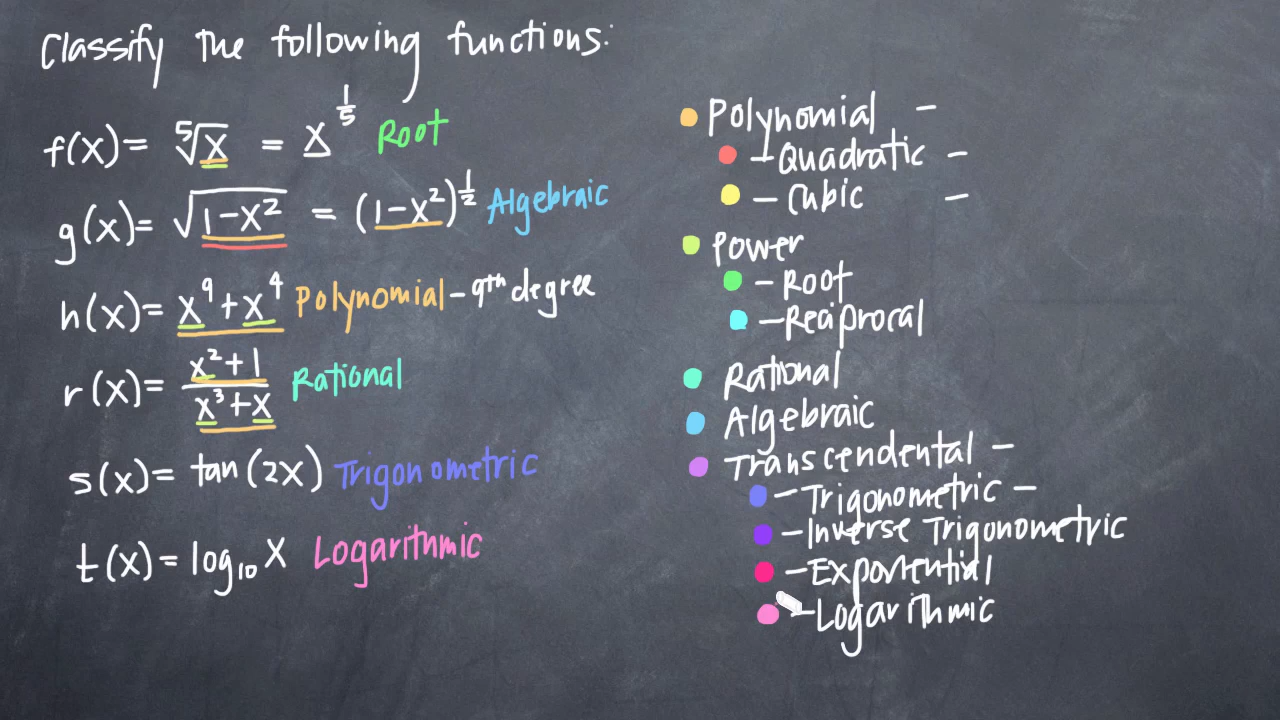 Classify the following functions:
f(x) = ⁵√x = x^(1/5) Root
g(x) = √(1-x²) = (1-x²)^(1/2) Algebraic
h(x) = x⁹+x⁴ Polynomial - 9th degree
r(x) = (x²+1)/(x³+x) Rational
s(x) = tan(2x) Trigonometric
t(x) = log₁₀ x Logarithmic
Polynomial -
- Quadratic -
- Cubic -
Power
- Root
- Reciprocal
Rational
Algebraic
Transcendental -
- Trigonometric -
- Inverse Trigonometric
- Exponential
- Logarithmic